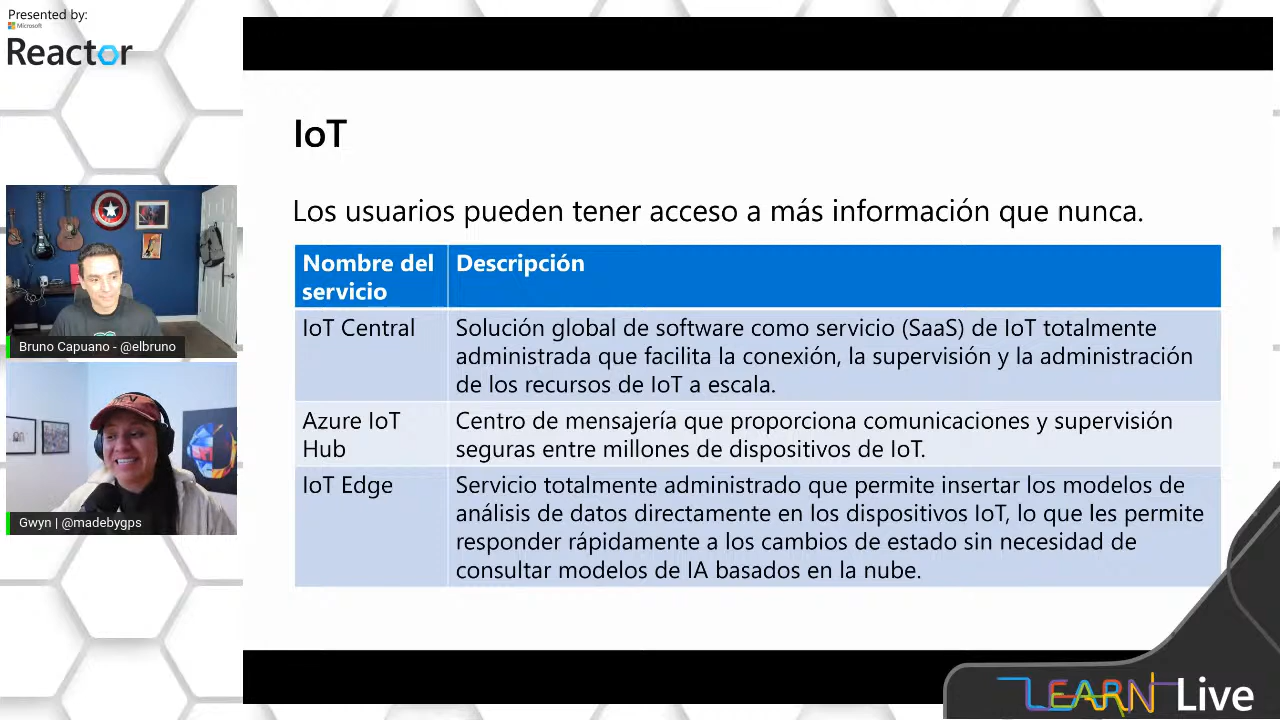 Presented by:
Microsoft
Reactor
IoT
Los usuarios pueden tener acceso a más información que nunca.
Nombre del
servicio
Descripción
IoT Central
Solución global de software como servicio (SaaS) de IoT totalmente
administrada que facilita la conexión, la supervisión y la administración
de los recursos de IoT a escala.
Azure IoT
Hub
Centro de mensajería que proporciona comunicaciones y supervisión
seguras entre millones de dispositivos de IoT.
IoT Edge
Servicio totalmente administrado que permite insertar los modelos de
análisis de datos directamente en los dispositivos IoT, lo que les permite
responder rápidamente a los cambios de estado sin necesidad de
consultar modelos de IA basados en la nube.
Bruno Capuano - @elbruno
Gwyn | @madebygps
LEARN Live